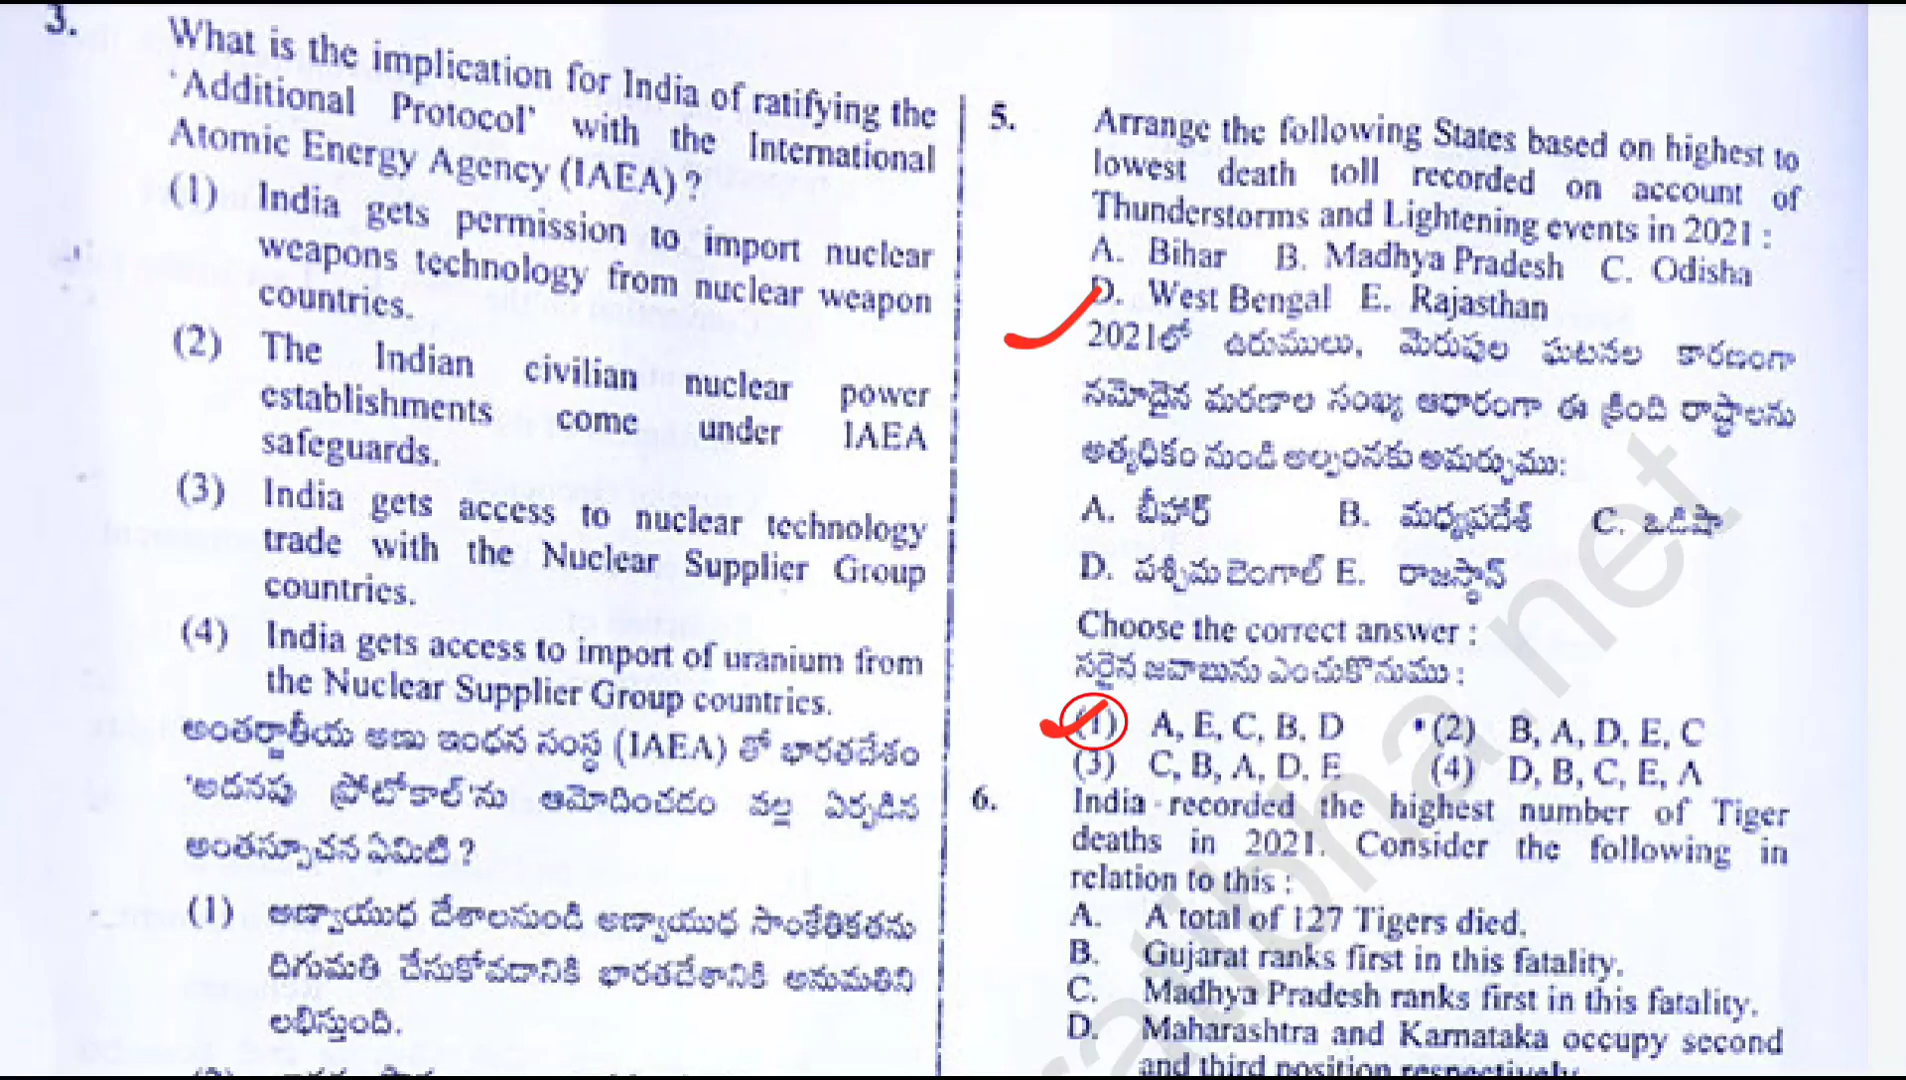 3.
What is the implication for India of ratifying the
'Additional Protocol' with the International
Atomic Energy Agency (IAEA) ?
(1) India gets permission to import nuclear
weapons technology from nuclear weapon
countries.
(2) The Indian civilian nuclear power
establishments come under IAEA
safeguards.
(3) India gets access to nuclear technology
trade with the Nuclear Supplier Group
countries.
(4) India gets access to import of uranium from
the Nuclear Supplier Group countries.
అంతర్జాతీయ అణు ఇంధన సంస్థ (IAEA) తో భారతదేశం
'అదనపు ప్రోటోకాల్'ను ఆమోదించడం వల్ల ఏర్పడిన
అంతస్సూచన ఏమిటి ?
(1) అణ్వాయుధ దేశాలనుండి అణ్వాయుధ సాంకేతికతను
దిగుమతి చేసుకోవడానికి భారతదేశానికి అనుమతిని
లభిస్తుంది.
5. Arrange the following States based on highest to
lowest death toll recorded on account of
Thunderstorms and Lightening events in 2021 :
A. Bihar B. Madhya Pradesh C. Odisha
D. West Bengal E. Rajasthan
2021లో ఉరుములు, మెరుపుల ఘటనల కారణంగా
నమోదైన మరణాల సంఖ్య ఆధారంగా ఈ క్రింది రాష్ట్రాలను
అత్యధికం నుండి అల్పంనకు అమర్చుము:
A. బీహార్ B. మధ్యప్రదేశ్ C. ఒడిషా
D. పశ్చిమ బెంగాల్ E. రాజస్థాన్
Choose the correct answer :
సరైన జవాబును ఎంచుకొనుము :
(1) A, E, C, B, D (2) B, A, D, E, C
(3) C, B, A, D, E (4) D, B, C, E, A
6. India recorded the highest number of Tiger
deaths in 2021. Consider the following in
relation to this :
A. A total of 127 Tigers died.
B. Gujarat ranks first in this fatality.
C. Madhya Pradesh ranks first in this fatality.
D. Maharashtra and Karnataka occupy second
and third position respectively.